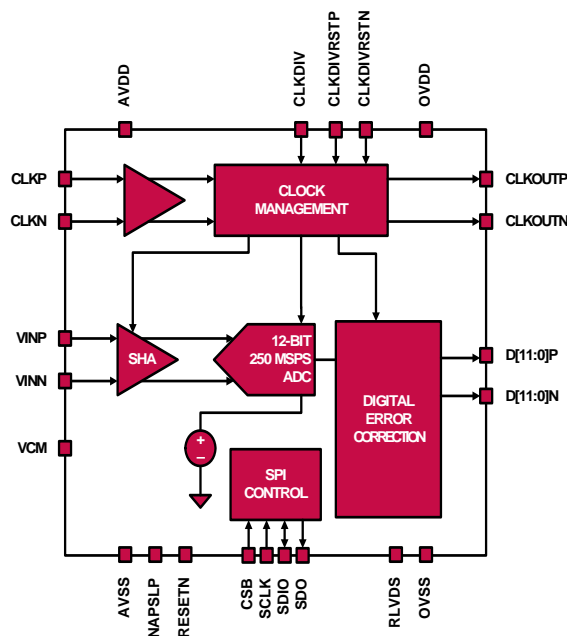 AVDD
CLKDIV
CLKDIVRSTP
CLKDIVRSTN
OVDD
CLKP
CLKN
CLOCK
MANAGEMENT
CLKOUTP
CLKOUTN
VINP
VINN
SHA
12-BIT
250 MSPS
ADC
D[11:0]P
D[11:0]N
DIGITAL
ERROR
CORRECTION
VCM
+
–
SPI
CONTROL
AVSS
NAPSLP
RESETN
CSB
SCLK
SDIO
SDO
RLVDS
OVSS